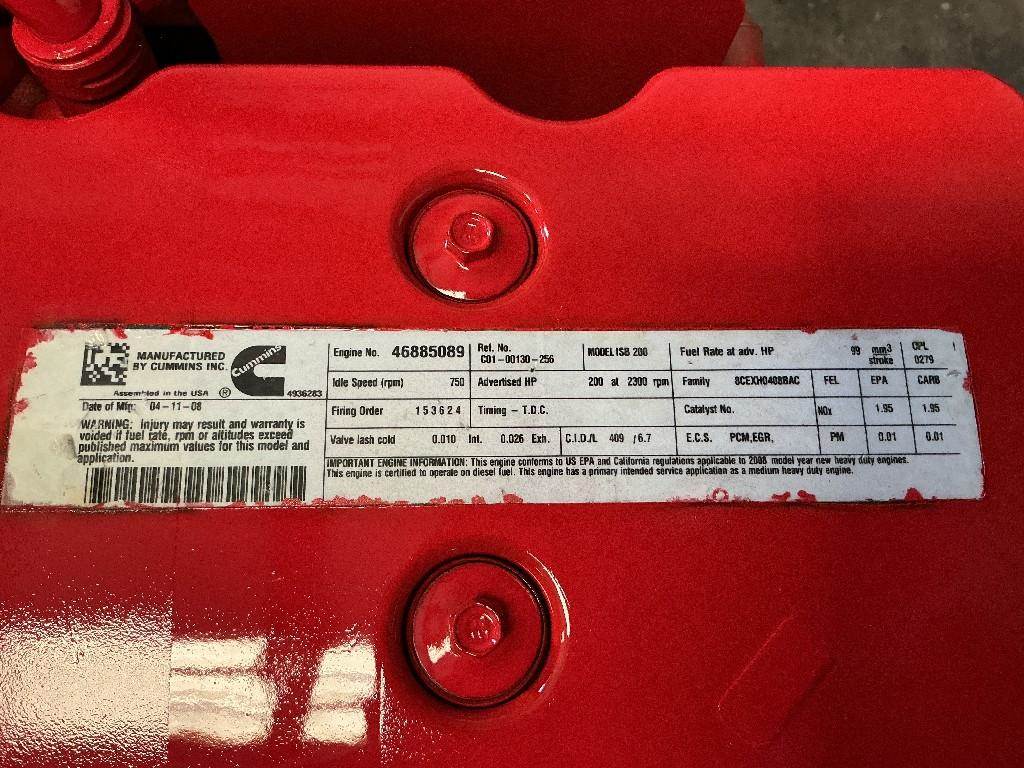 MANUFACTURED
BY CUMMINS INC.
Cummins
Assembled in the USA ® 4936283
Date of Mfg: 04-11-08
WARNING: Injury may result and warranty is
voided if fuel rate, rpm or altitudes exceed
published maximum values for this model and
application.
Engine No. 46885089 Ref. No. C01-00130-256 MODEL ISB 200 Fuel Rate at adv. HP 99 mm3 stroke CPL 0279
Idle Speed (rpm) 750 Advertised HP 200 at 2300 rpm Family 8CEXH0408BAC FEL EPA CARB
Firing Order 1 5 3 6 2 4 Timing - T.D.C. Catalyst No. NOx 1.95 1.95
Valve lash cold 0.010 Int. 0.026 Exh. C.I.D./L 409 / 6.7 E.C.S. PCM,EGR, PM 0.01 0.01
IMPORTANT ENGINE INFORMATION: This engine conforms to US EPA and California regulations applicable to 2008 model year new heavy duty engines.
This engine is certified to operate on diesel fuel. This engine has a primary intended service application as a medium heavy duty engine.